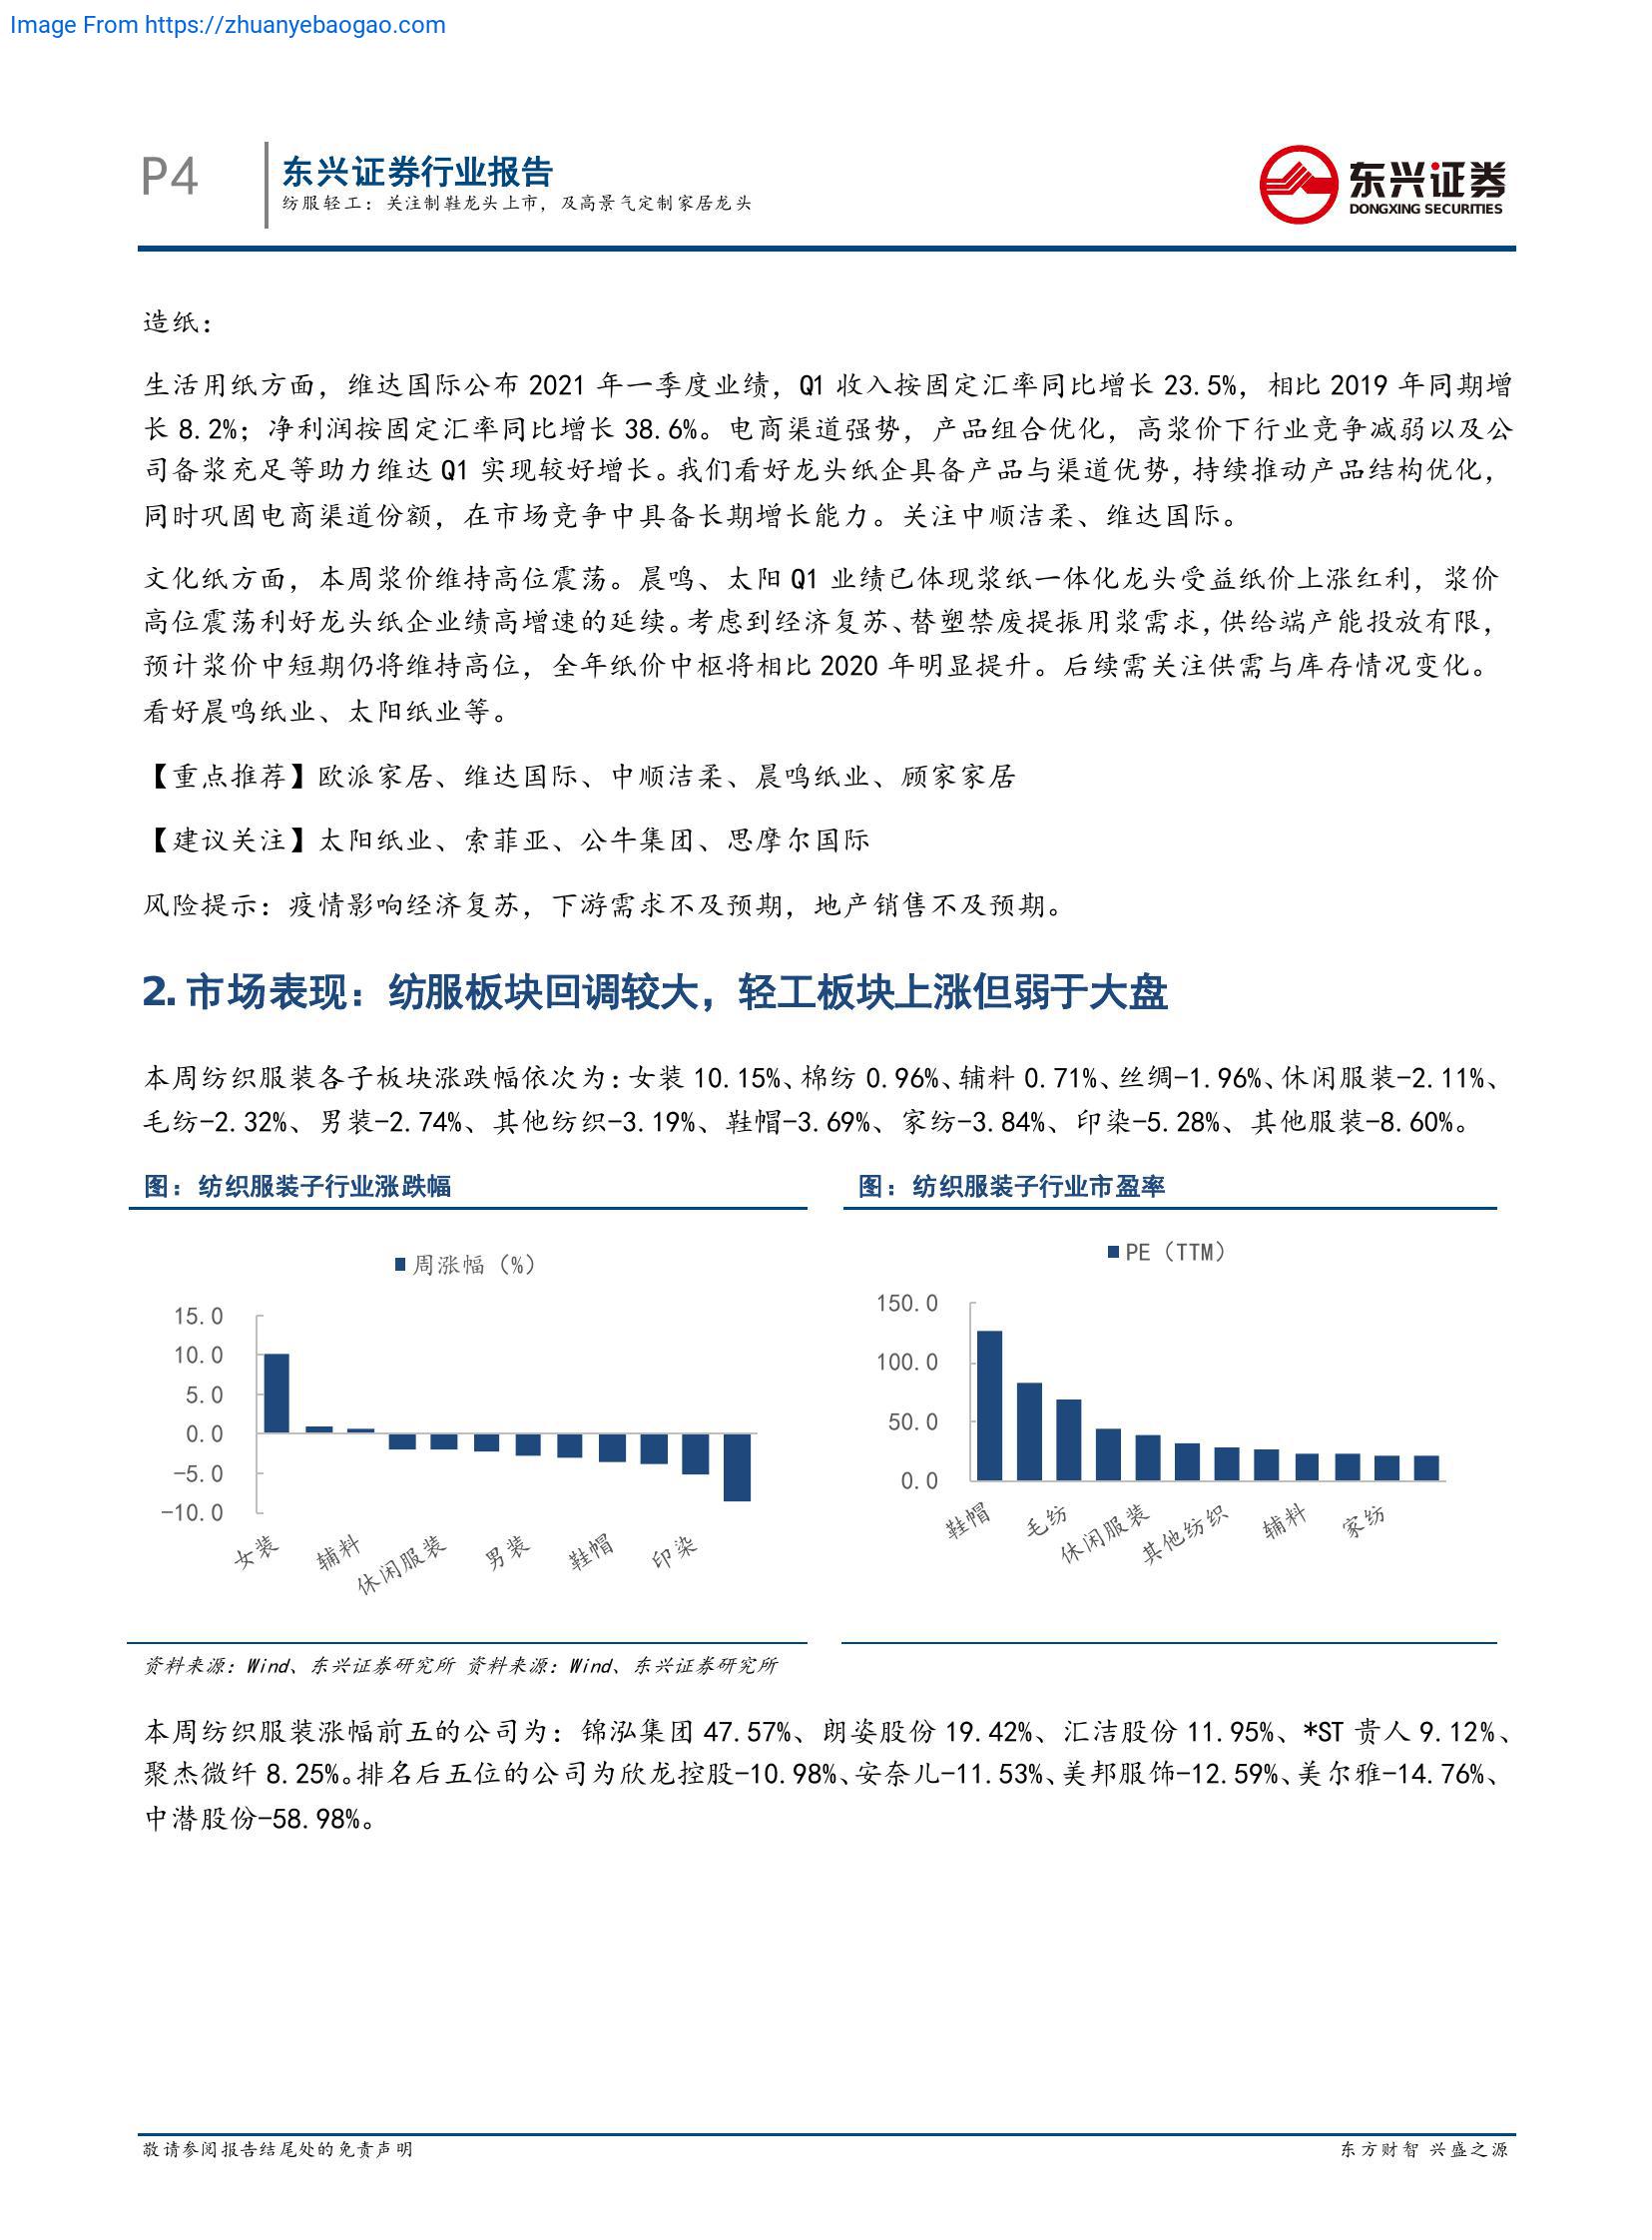 Image From https://zhuanyebaogao.com
P4
东兴证券行业报告
纺服轻工：关注制鞋龙头上市，及高景气定制家居龙头
东兴证券
DONGXING SECURITIES
造纸：
生活用纸方面，维达国际公布 2021 年一季度业绩，Q1 收入按固定汇率同比增长 23.5%，相比 2019 年同期增
长 8.2%；净利润按固定汇率同比增长 38.6%。电商渠道强势，产品组合优化，高浆价下行业竞争减弱以及公
司备浆充足等助力维达 Q1 实现较好增长。我们看好龙头纸企具备产品与渠道优势，持续推动产品结构优化，
同时巩固电商渠道份额，在市场竞争中具备长期增长能力。关注中顺洁柔、维达国际。
文化纸方面，本周浆价维持高位震荡。晨鸣、太阳 Q1 业绩已体现浆纸一体化龙头受益纸价上涨红利，浆价
高位震荡利好龙头纸企业绩高增速的延续。考虑到经济复苏、替塑禁废提振用浆需求，供给端产能投放有限，
预计浆价中短期仍将维持高位，全年纸价中枢将相比 2020 年明显提升。后续需关注供需与库存情况变化。
看好晨鸣纸业、太阳纸业等。
【重点推荐】欧派家居、维达国际、中顺洁柔、晨鸣纸业、顾家家居
【建议关注】太阳纸业、索菲亚、公牛集团、思摩尔国际
风险提示：疫情影响经济复苏，下游需求不及预期，地产销售不及预期。
2. 市场表现：纺服板块回调较大，轻工板块上涨但弱于大盘
本周纺织服装各子板块涨跌幅依次为：女装 10.15%、棉纺 0.96%、辅料 0.71%、丝绸-1.96%、休闲服装-2.11%、
毛纺-2.32%、男装-2.74%、其他纺织-3.19%、鞋帽-3.69%、家纺-3.84%、印染-5.28%、其他服装-8.60%。
图：纺织服装子行业涨跌幅
周涨幅（%）
15.0
10.0
5.0
0.0
-5.0
-10.0
女装 辅料 休闲服装 男装 鞋帽 印染
图：纺织服装子行业市盈率
PE（TTM）
150.0
100.0
50.0
0.0
鞋帽 毛纺 休闲服装 其他纺织 辅料 家纺
资料来源：Wind、东兴证券研究所 资料来源：Wind、东兴证券研究所
本周纺织服装涨幅前五的公司为：锦泓集团 47.57%、朗姿股份 19.42%、汇洁股份 11.95%、*ST 贵人 9.12%、
聚杰微纤 8.25%。排名后五位的公司为欣龙控股-10.98%、安奈儿-11.53%、美邦服饰-12.59%、美尔雅-14.76%、
中潜股份-58.98%。
敬请参阅报告结尾处的免责声明
东方财智 兴盛之源